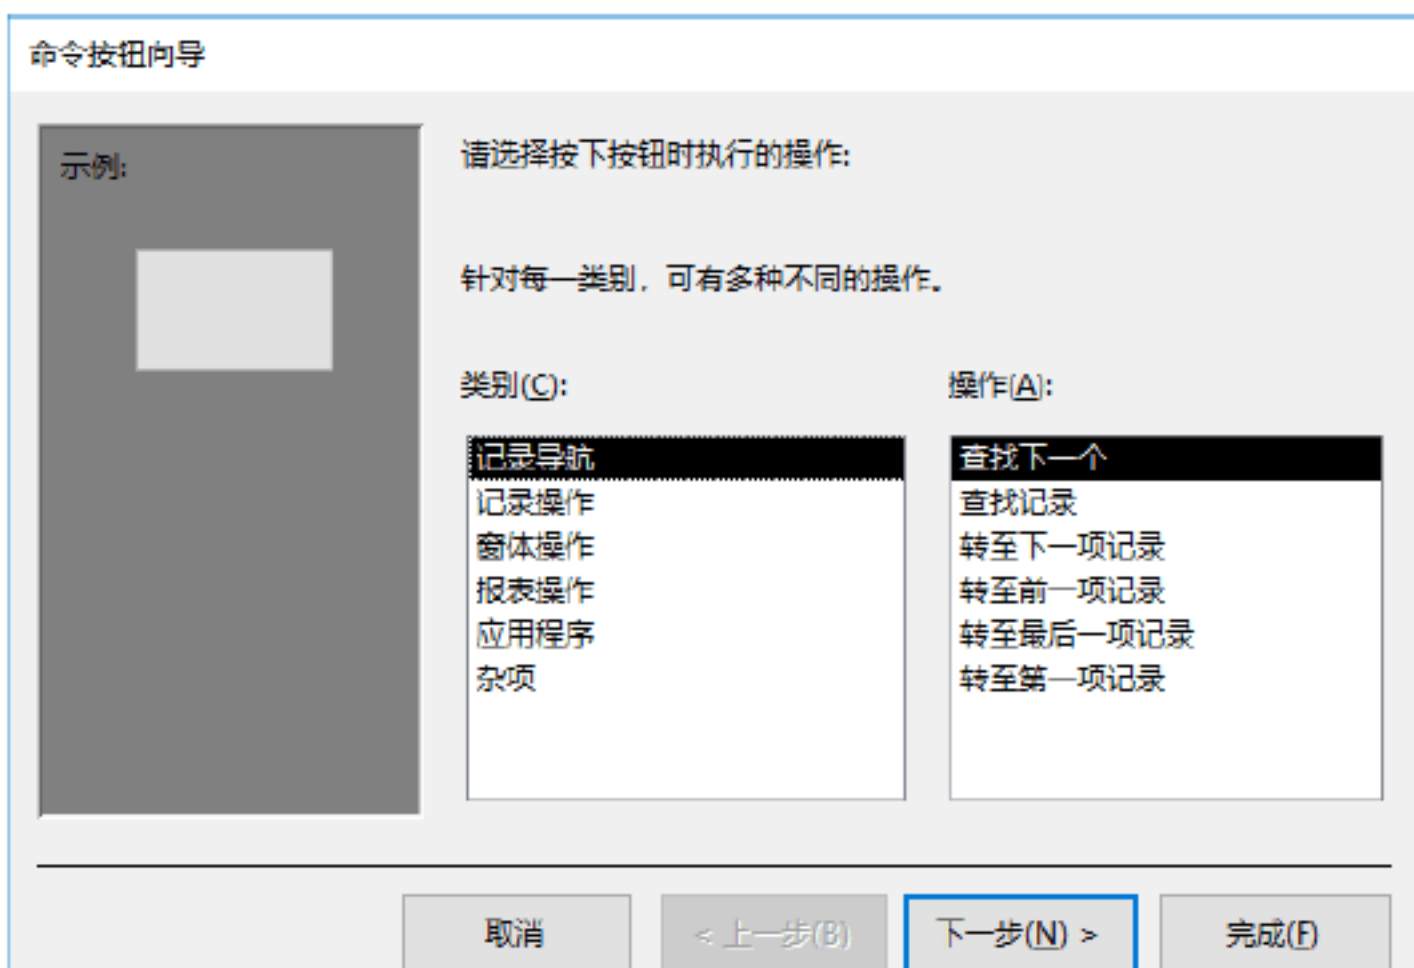 命令按钮向导
示例:
请选择按下按钮时执行的操作:
针对每一类别，可有多种不同的操作。
类别(C):
记录导航
记录操作
窗体操作
报表操作
应用程序
杂项
操作(A):
查找下一个
查找记录
转至下一项记录
转至前一项记录
转至最后一项记录
转至第一项记录
取消
< 上一步(B)
下一步(N) >
完成(F)